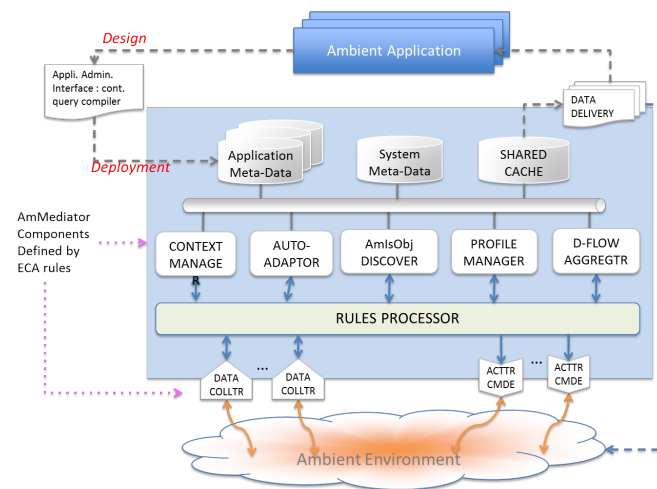 Design
Ambient Application
Appli. Admin.
Interface : cont.
query compiler
DATA
DELIVERY
Deployment
Application
Meta-Data
System
Meta-Data
SHARED
CACHE
AmMediator
Components
Defined by
ECA rules
CONTEXT
MANAGE
R
AUTO-
ADAPTOR
AmIsObj
DISCOVER
PROFILE
MANAGER
D-FLOW
AGGREGTR
RULES PROCESSOR
DATA
COLLTR
...
DATA
COLLTR
ACTTR
CMDE
...
ACTTR
CMDE
Ambient Environment